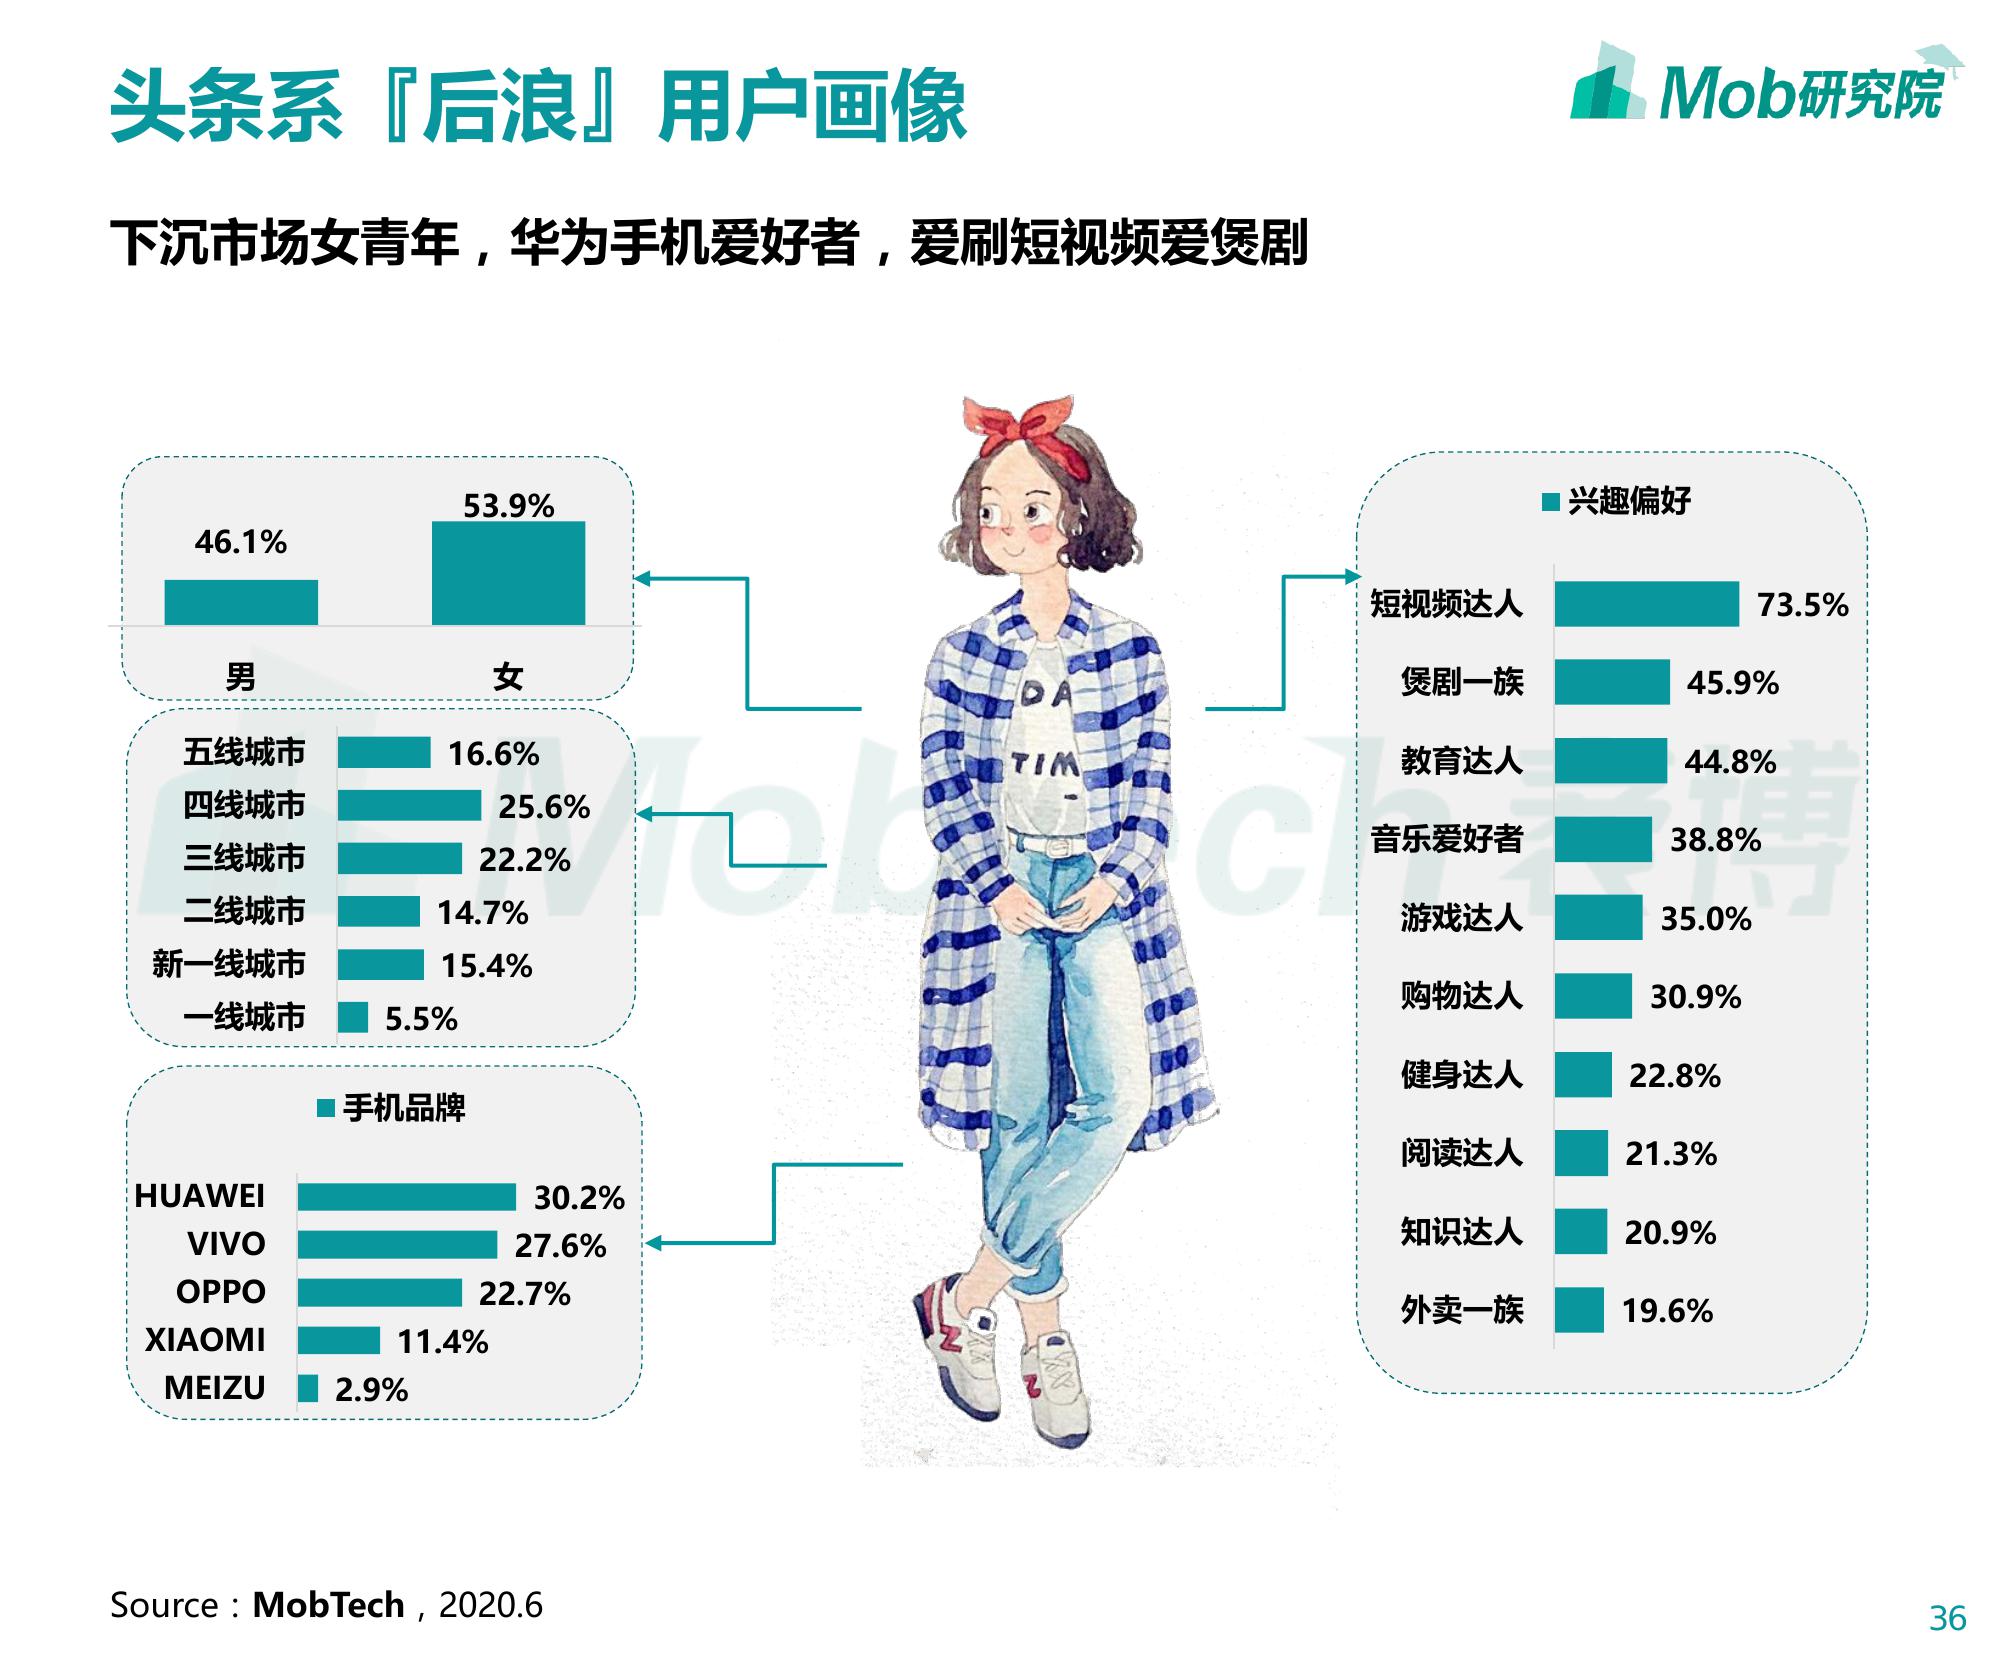 头条系『后浪』用户画像
Mob研究院
下沉市场女青年，华为手机爱好者，爱刷短视频爱煲剧
46.1%
53.9%
男
女
五线城市 16.6%
四线城市 25.6%
三线城市 22.2%
二线城市 14.7%
新一线城市 15.4%
一线城市 5.5%
手机品牌
HUAWEI 30.2%
VIVO 27.6%
OPPO 22.7%
XIAOMI 11.4%
MEIZU 2.9%
DA
TIM
兴趣偏好
短视频达人 73.5%
煲剧一族 45.9%
教育达人 44.8%
音乐爱好者 38.8%
游戏达人 35.0%
购物达人 30.9%
健身达人 22.8%
阅读达人 21.3%
知识达人 20.9%
外卖一族 19.6%
MobTech袤博
Source：MobTech，2020.6
36